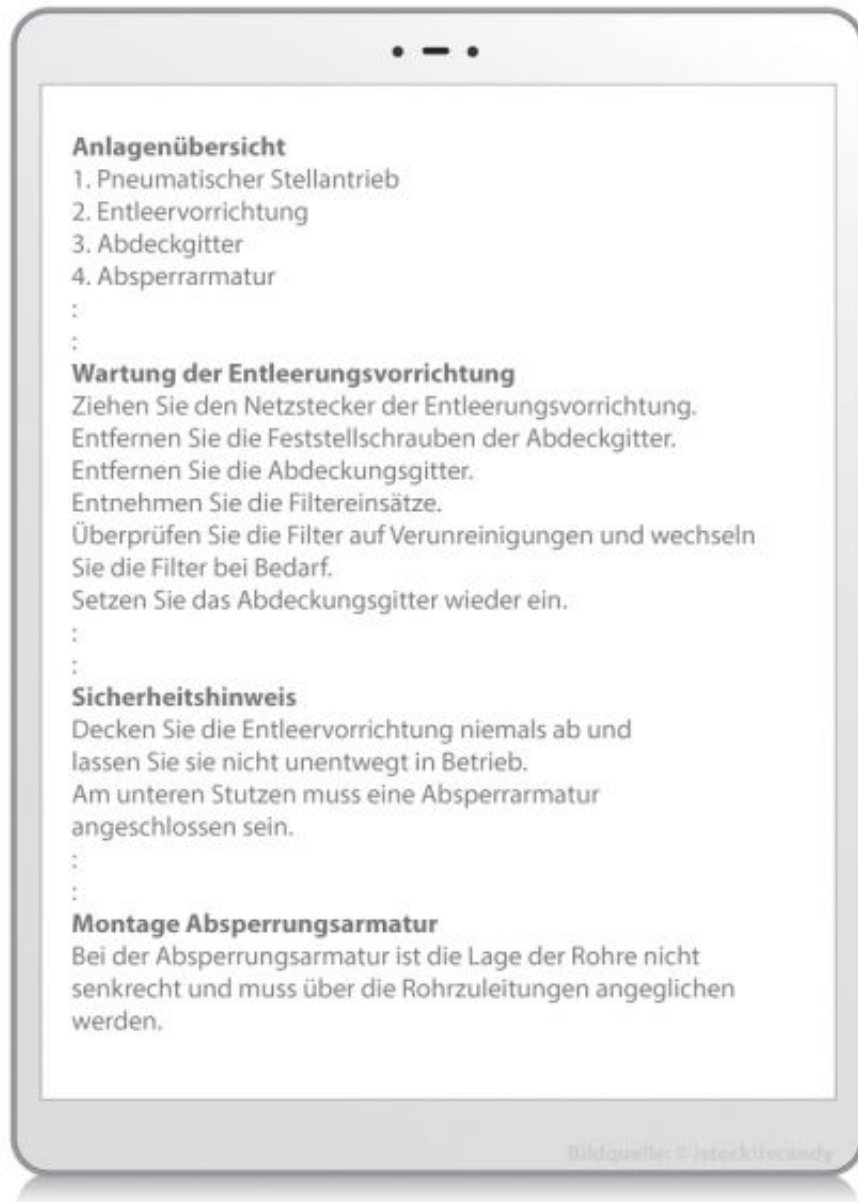 Anlagenübersicht
1. Pneumatischer Stellantrieb
2. Entleervorrichtung
3. Abdeckgitter
4. Absperrarmatur
:
:
Wartung der Entleerungsvorrichtung
Ziehen Sie den Netzstecker der Entleerungsvorrichtung.
Entfernen Sie die Feststellschrauben der Abdeckgitter.
Entfernen Sie die Abdeckungsgitter.
Entnehmen Sie die Filtereinsätze.
Überprüfen Sie die Filter auf Verunreinigungen und wechseln
Sie die Filter bei Bedarf.
Setzen Sie das Abdeckungsgitter wieder ein.
:
:
Sicherheitshinweis
Decken Sie die Entleervorrichtung niemals ab und
lassen Sie sie nicht unentwegt in Betrieb.
Am unteren Stutzen muss eine Absperrarmatur
angeschlossen sein.
:
:
Montage Absperrungsarmatur
Bei der Absperrungsarmatur ist die Lage der Rohre nicht
senkrecht und muss über die Rohrzuleitungen angeglichen
werden.
Bildquelle: ©